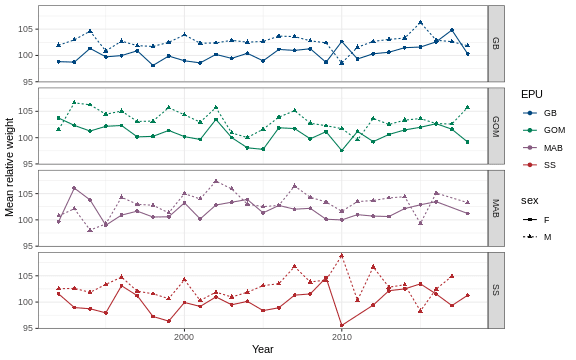 Mean relative weight
105
100
95
GB
105
100
95
GOM
105
100
95
MAB
105
100
95
SS
2000
2010
Year
EPU
GB
GOM
MAB
SS
sex
F
M